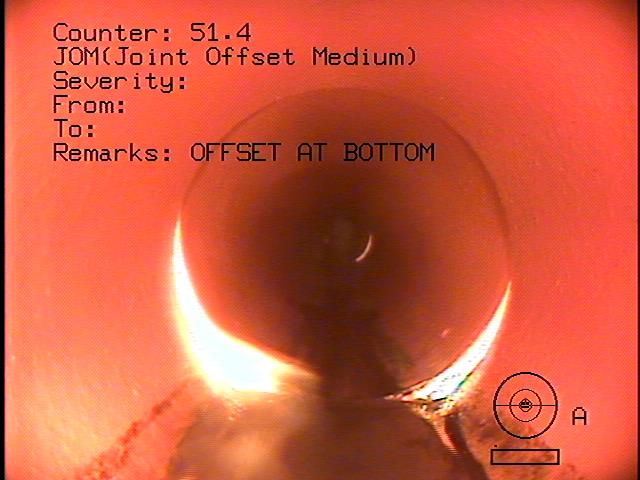 Counter: 51.4
JOM(Joint Offset Medium)
Severity:
From:
To:
Remarks: OFFSET AT BOTTOM
A